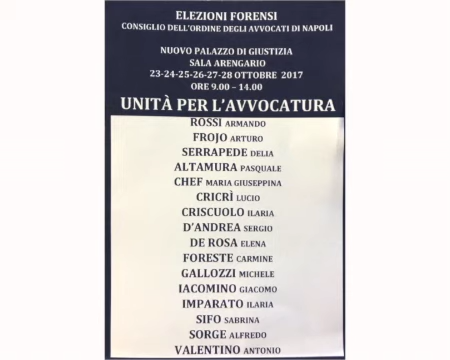 ELEZIONI FORENSI
CONSIGLIO DELL'ORDINE DEGLI AVVOCATI DI NAPOLI
NUOVO PALAZZO DI GIUSTIZIA
SALA ARENGARIO
23-24-25-26-27-28 OTTOBRE 2017
ORE 9.00 – 14.00
UNITÀ PER L'AVVOCATURA
ROSSI ARMANDO
FROJO ARTURO
SERRAPEDE DELIA
ALTAMURA PASQUALE
CHEF MARIA GIUSEPPINA
CRICRÌ LUCIO
CRISCUOLO ILARIA
D'ANDREA SERGIO
DE ROSA ELENA
FORESTE CARMINE
GALLOZZI MICHELE
IACOMINO GIACOMO
IMPARATO ILARIA
SIFO SABRINA
SORGE ALFREDO
VALENTINO ANTONIO